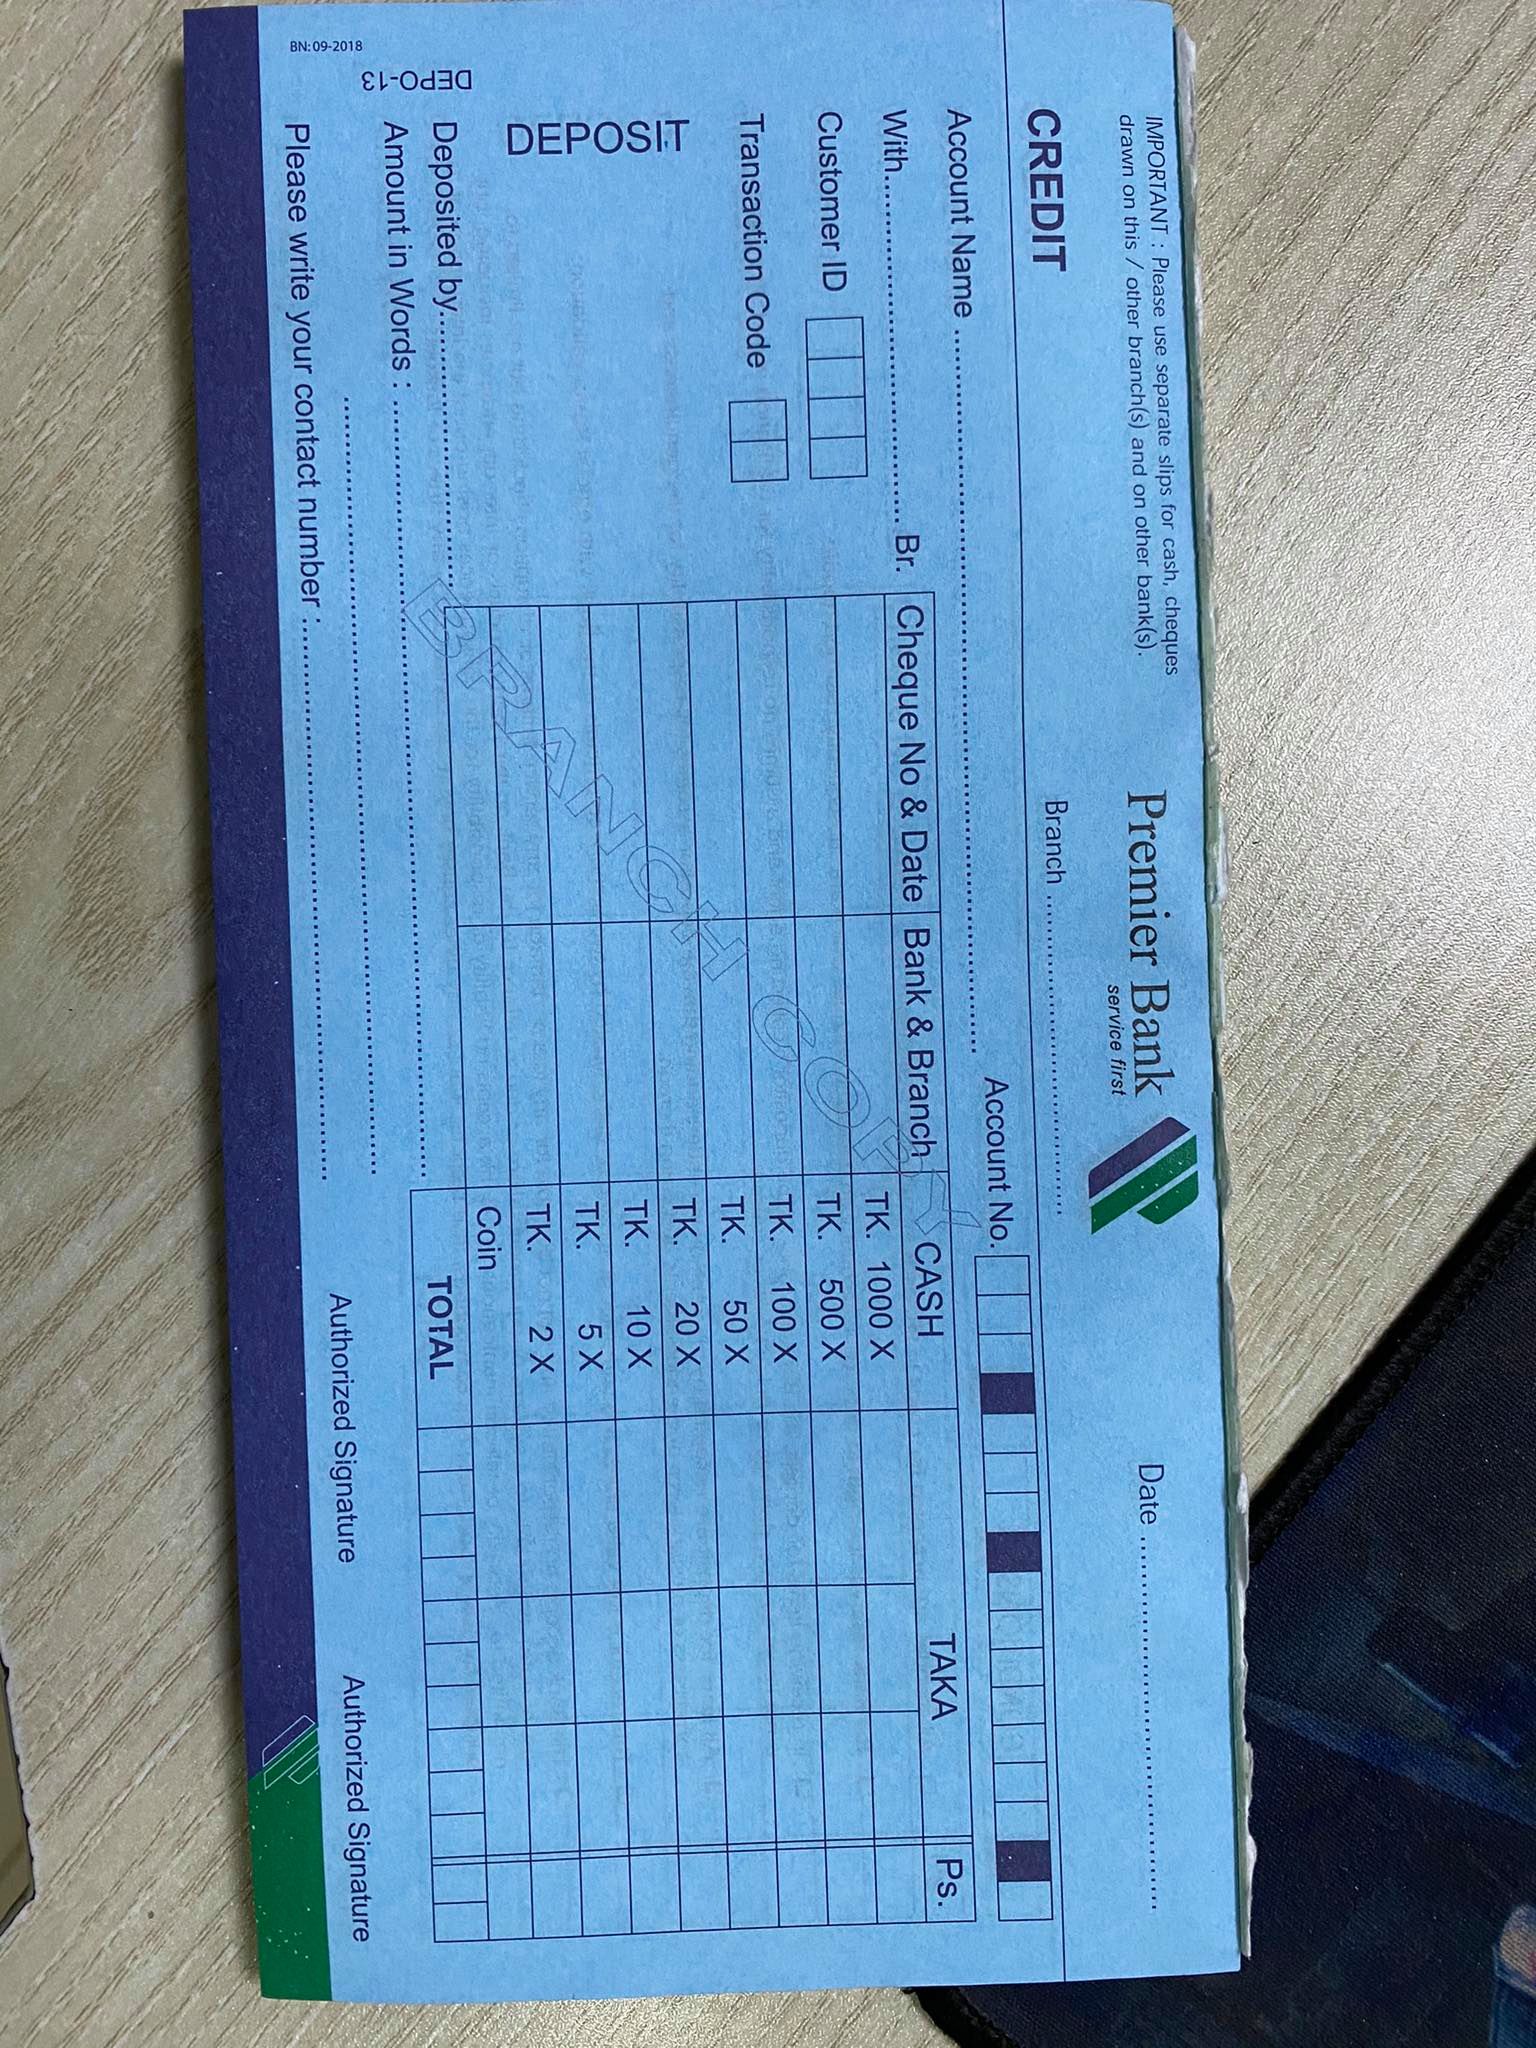 IMPORTANT : Please use separate slips for cash, cheques
drawn on this / other branch(s) and on other bank(s).
Premier Bank
service first
Date
CREDIT
Branch
Account Name
Account No.
With Br.
Customer ID
Transaction Code
DEPOSIT
Cheque No & Date Bank & Branch CASH TAKA Ps.
TK. 1000 X
TK. 500 X
TK. 100 X
TK. 50 X
TK. 20 X
TK. 10 X
TK. 5 X
TK. 2 X
Coin
TOTAL
BRANCH COPY
Deposited by
Amount in Words :
Please write your contact number :
Authorized Signature Authorized Signature
DEPO-13
BN:09-2018